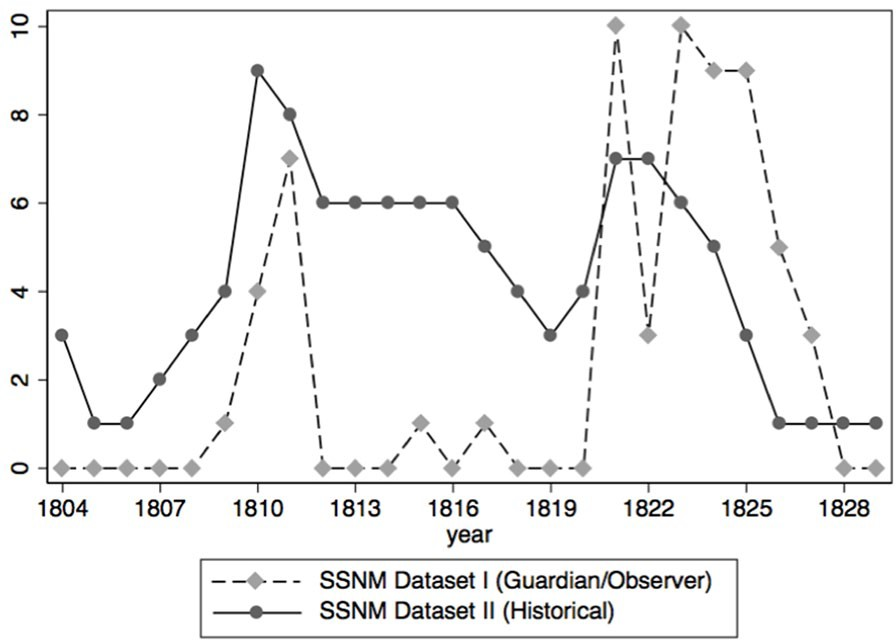 10
8
6
4
2
0
1804 1807 1810 1813 1816 1819 1822 1825 1828
year
SSNM Dataset I (Guardian/Observer)
SSNM Dataset II (Historical)